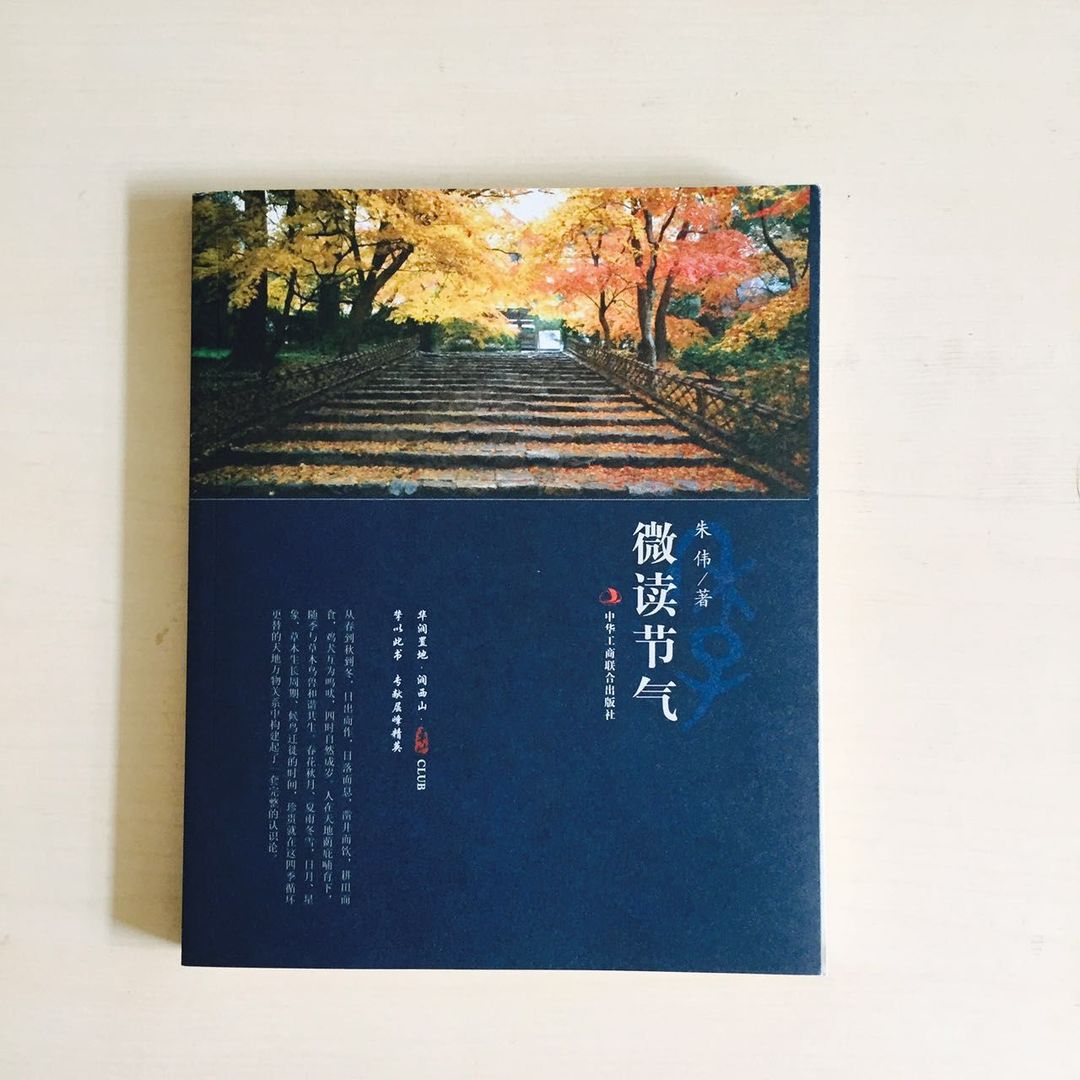 朱伟/著
微读节气
中华工商联合出版社
华润置地·润西山· CLUB
挚以此书 专献层峰精英
从春到秋到冬,日出而作,日落而息,凿井而饮,耕田而
食,鸡犬互为鸣吠,四时自然成岁。人在天地荫庇哺育下,
随季与草木鸟兽和谐共生。春花秋月、夏雨冬雪,日月、星
象、草木生长周期、候鸟迁徙的时间,珍贵就在这四季循环
更替的天地万物关系中构建起了一套完整的认识论。